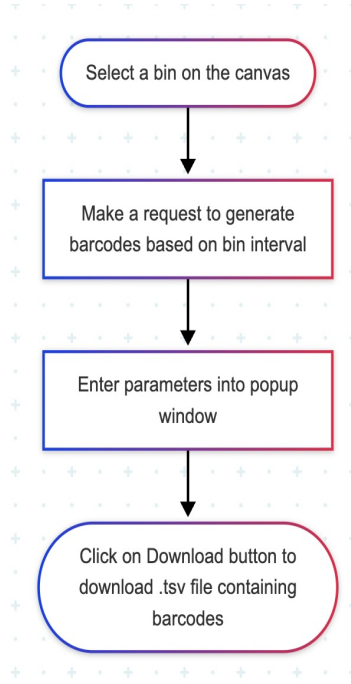 Select a bin on the canvas
Make a request to generate
barcodes based on bin interval
Enter parameters into popup
window
Click on Download button to
download .tsv file containing
barcodes